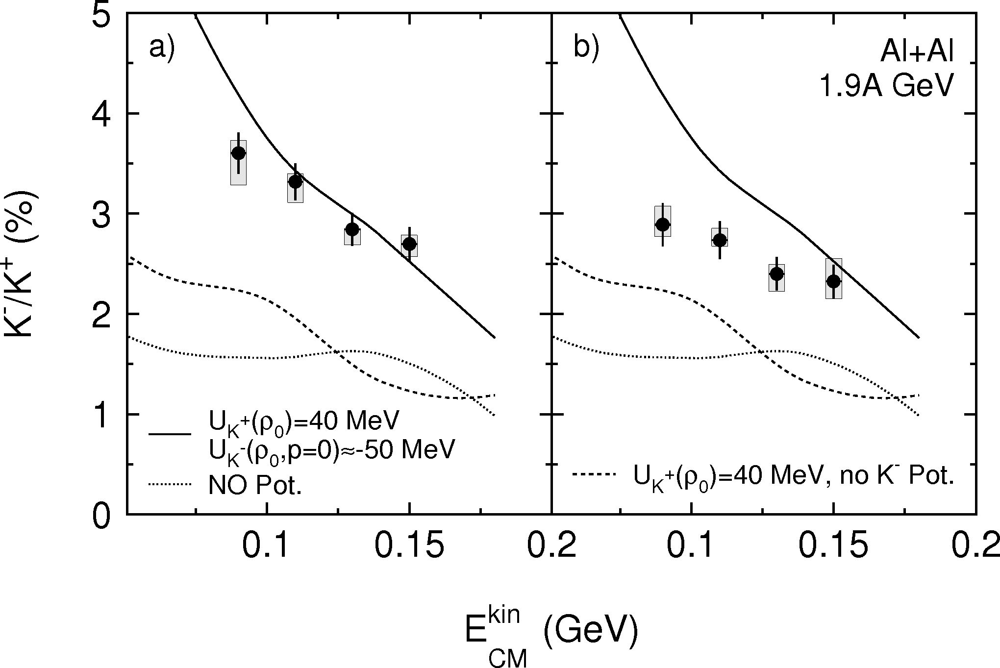 5
4
3
2
1
0
K⁻/K⁺ (%)
a)
U_K⁺(ρ₀)=40 MeV
U_K⁻(ρ₀,p=0)≈-50 MeV
NO Pot.
b)
Al+Al
1.9A GeV
U_K⁺(ρ₀)=40 MeV, no K⁻ Pot.
0.1 0.15 0.2 0.1 0.15 0.2
E_CM^kin (GeV)